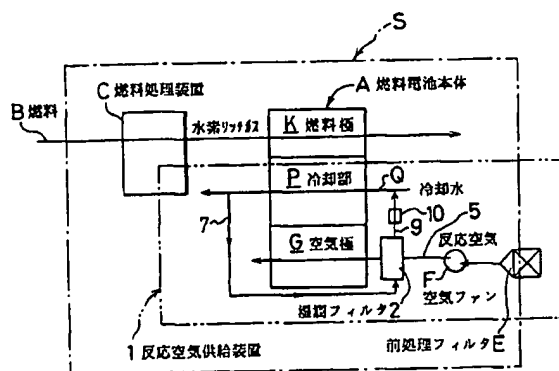 S
C 燃料処理装置
A 燃料電池本体
B 燃料
水素リッチガス
K 燃料極
P 冷却部
Q
冷却水
7
10
9
5
反応空気
G 空気極
F
空気ファン
湿潤フィルタ2
前処理フィルタE
1 反応空気供給装置